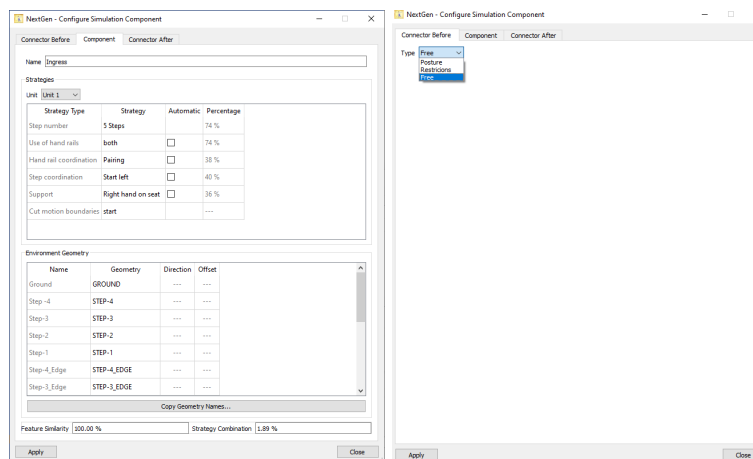 NextGen - Configure Simulation Component
Connector Before Component Connector After
Name Ingress
Strategies
Unit Unit 1
Strategy Type Strategy Automatic Percentage
Step number 5 Steps 74 %
Use of hand rails both 74 %
Hand rail coordination Pairing 38 %
Step coordination Start left 40 %
Support Right hand on seat 36 %
Cut motion boundaries start ---
Environment Geometry
Name Geometry Direction Offset
Ground GROUND --- ---
Step -4 STEP-4 --- ---
Step-3 STEP-3 --- ---
Step-2 STEP-2 --- ---
Step-1 STEP-1 --- ---
Step-4_Edge STEP-4_EDGE --- ---
Step-3_Edge STEP-3_EDGE --- ---
Copy Geometry Names...
Feature Similarity 100.00 % Strategy Combination 1.89 %
Apply Close
NextGen - Configure Simulation Component
Connector Before Component Connector After
Type Free
Posture
Restricions
Free
Apply Close